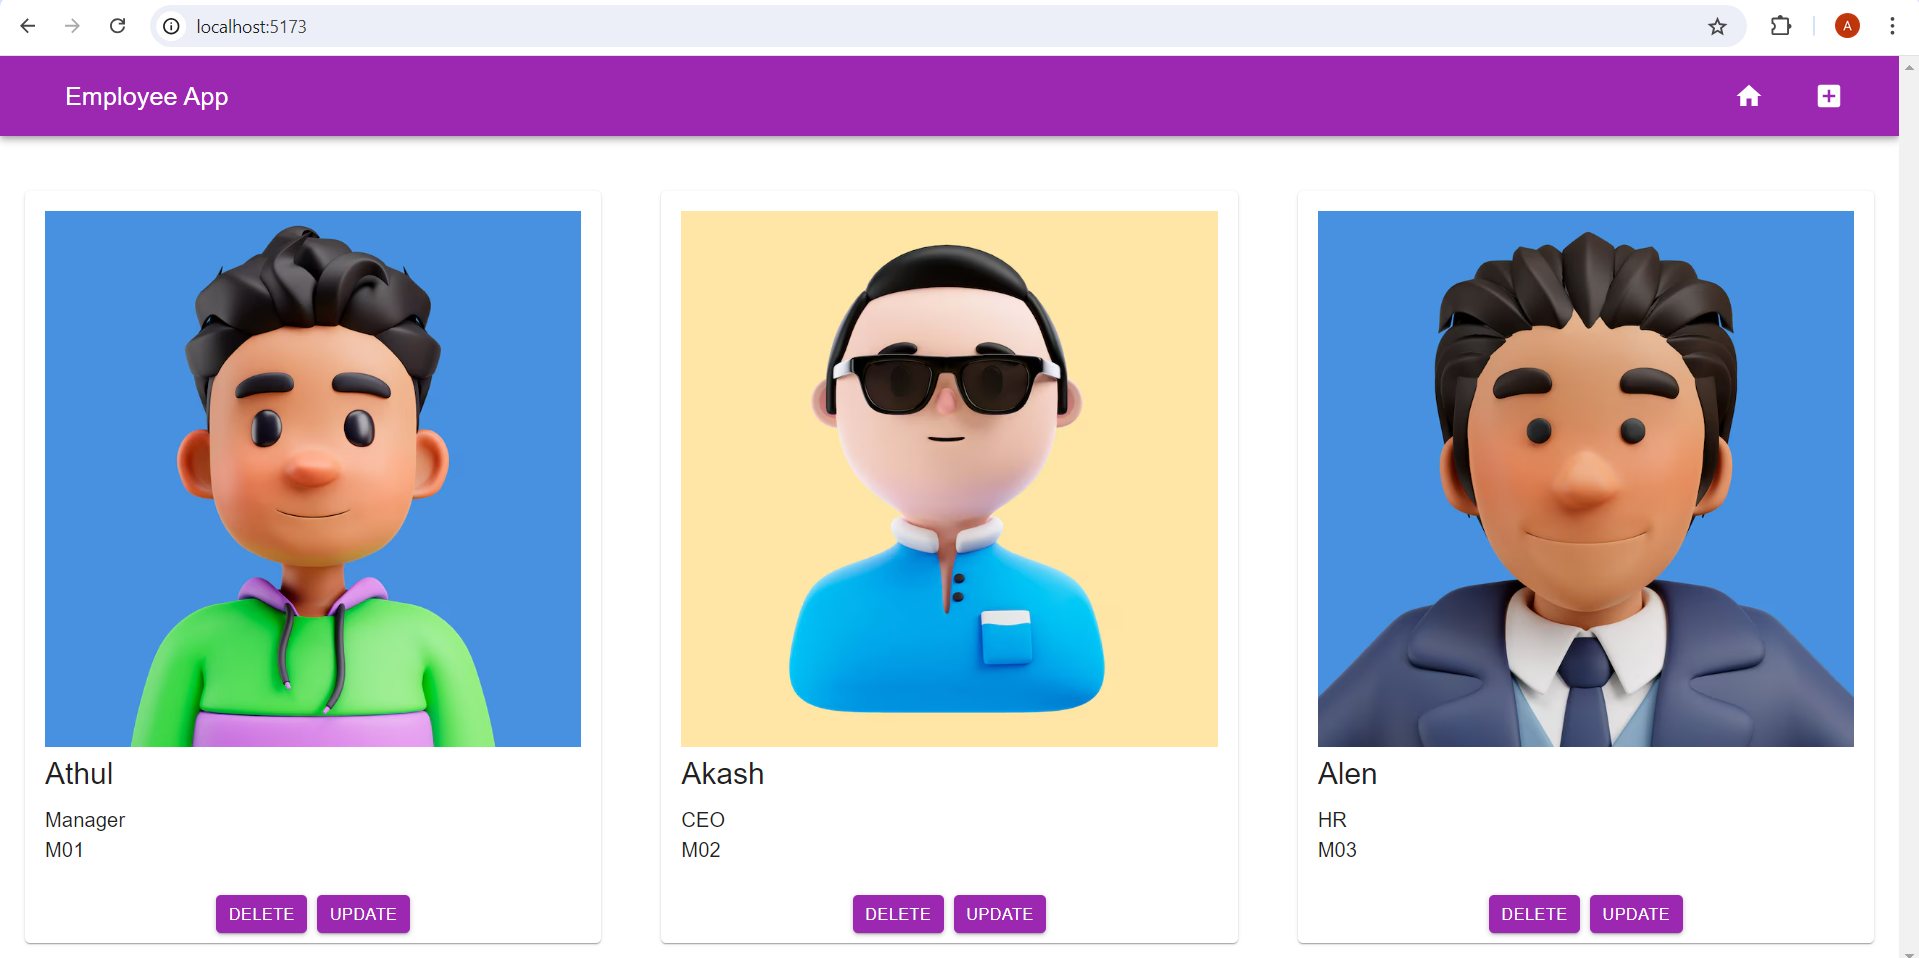 localhost:5173
A
Employee App
Athul
Manager
M01
DELETE UPDATE
Akash
CEO
M02
DELETE UPDATE
Alen
HR
M03
DELETE UPDATE